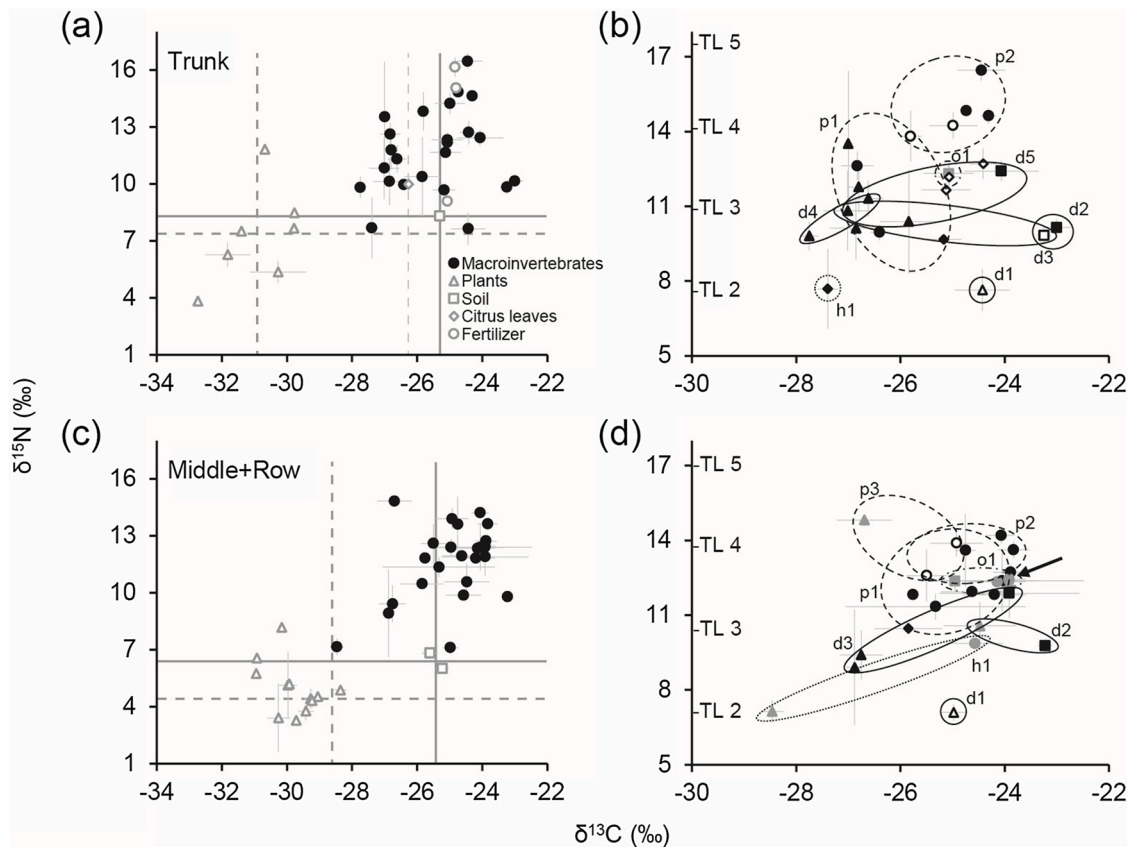 (a)
Trunk
16
13
10
7
4
1
-34 -32 -30 -28 -26 -24 -22
Macroinvertebrates
Plants
Soil
Citrus leaves
Fertilizer
(b)
17
14
11
8
5
TL 5
TL 4
TL 3
TL 2
p2
p1
o1
d5
d4
d2
d3
d1
h1
-30 -28 -26 -24 -22
δ15N (‰)
(c)
Middle+Row
16
13
10
7
4
1
-34 -32 -30 -28 -26 -24 -22
(d)
17
14
11
8
5
TL 5
TL 4
TL 3
TL 2
p3
p2
o1
p1
d3
d2
h1
d1
-30 -28 -26 -24 -22
δ13C (‰)